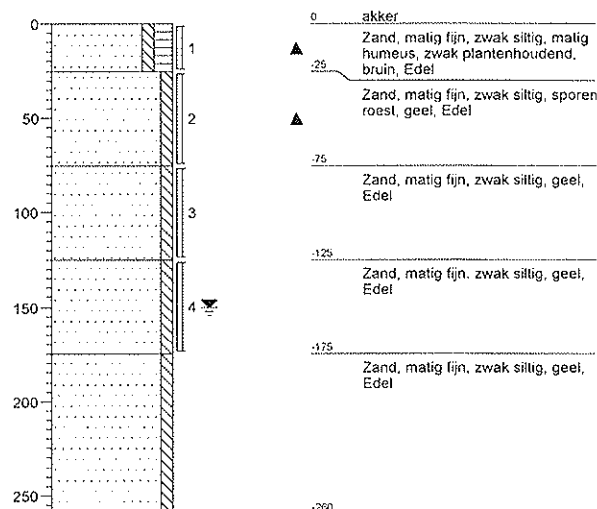 0
50
100
150
200
250
1
2
3
4
0 akker
Zand, matig fijn, zwak siltig, matig
humeus, zwak plantenhoudend,
bruin, Edel
-25
Zand, matig fijn, zwak siltig, sporen
roest, geel, Edel
-75
Zand, matig fijn, zwak siltig, geel,
Edel
-125
Zand, matig fijn, zwak siltig, geel,
Edel
-175
Zand, matig fijn, zwak siltig, geel,
Edel
-260